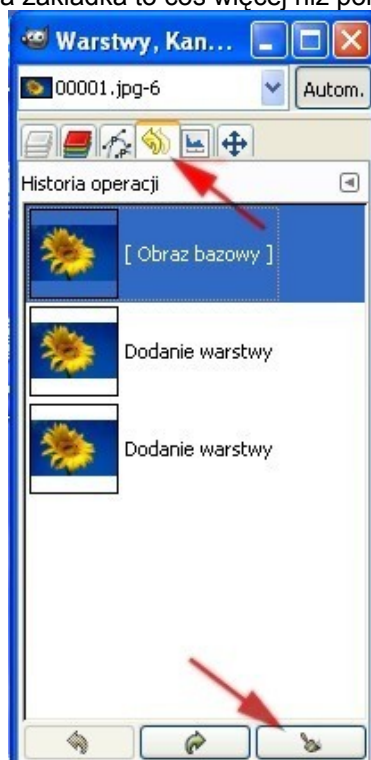 zakładka to coś więcej niż
Warstwy, Kan...
00001.jpg-6
Autom.
Historia operacji
[ Obraz bazowy ]
Dodanie warstwy
Dodanie warstwy